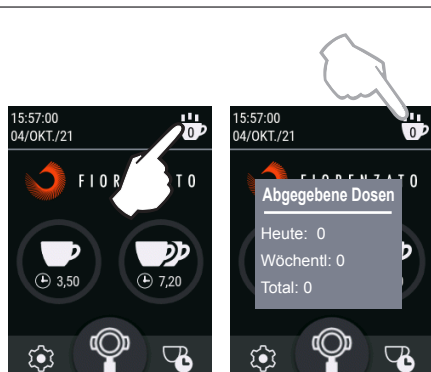 15:57:00
04/OKT./21
0
FIOR TO
3,50
7,20
15:57:00
04/OKT./21
0
FIORENZATO
Abgegebene Dosen
Heute: 0
Wöchentl: 0
Total: 0